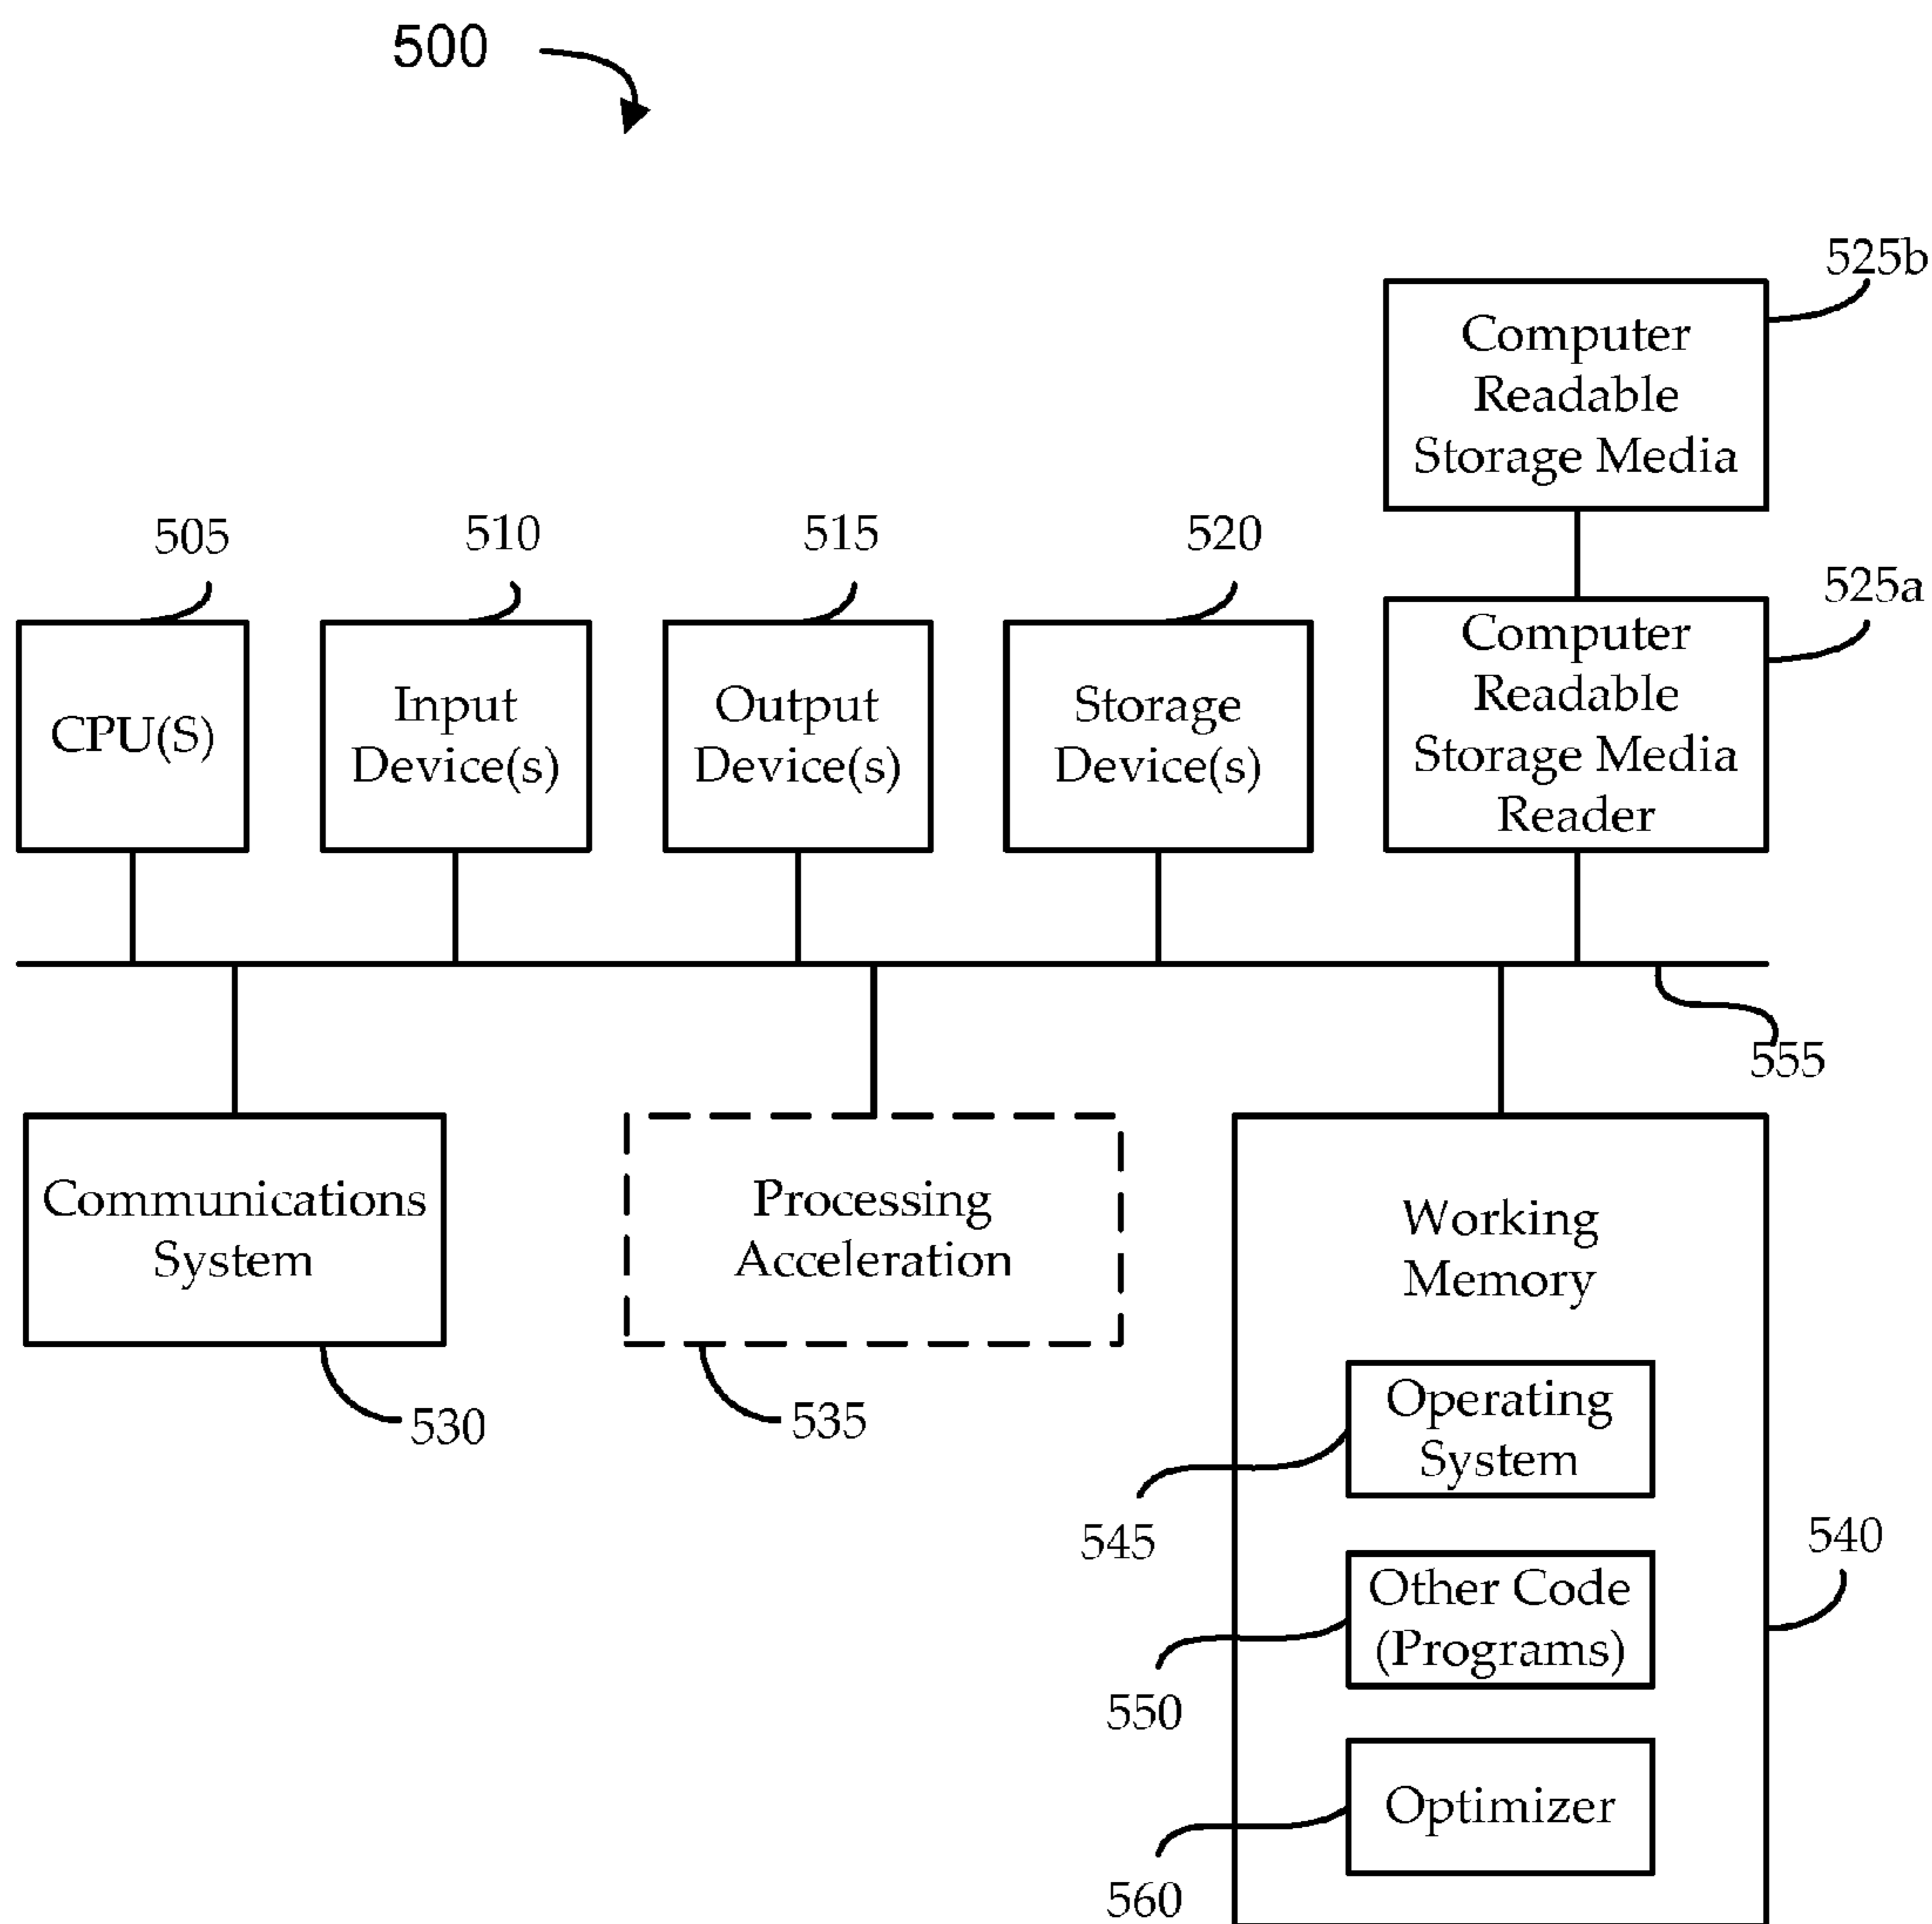 500
525b
Computer
Readable
Storage Media
505
510
515
520
525a
CPU(S)
Input
Device(s)
Output
Device(s)
Storage
Device(s)
Computer
Readable
Storage Media
Reader
555
Communications
System
530
Processing
Acceleration
535
Working
Memory
Operating
System
545
540
Other Code
(Programs)
550
Optimizer
560